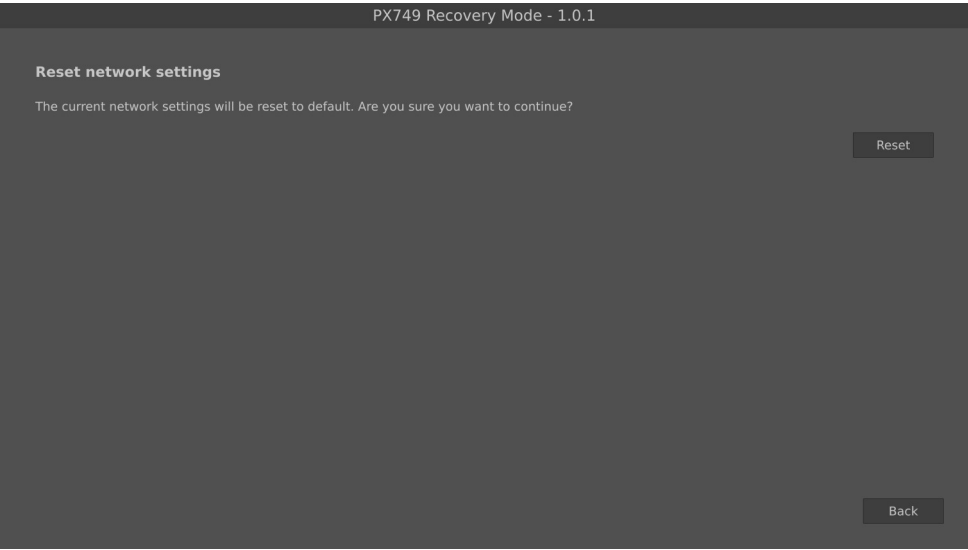 PX749 Recovery Mode - 1.0.1
Reset network settings
The current network settings will be reset to default. Are you sure you want to continue?
Reset
Back